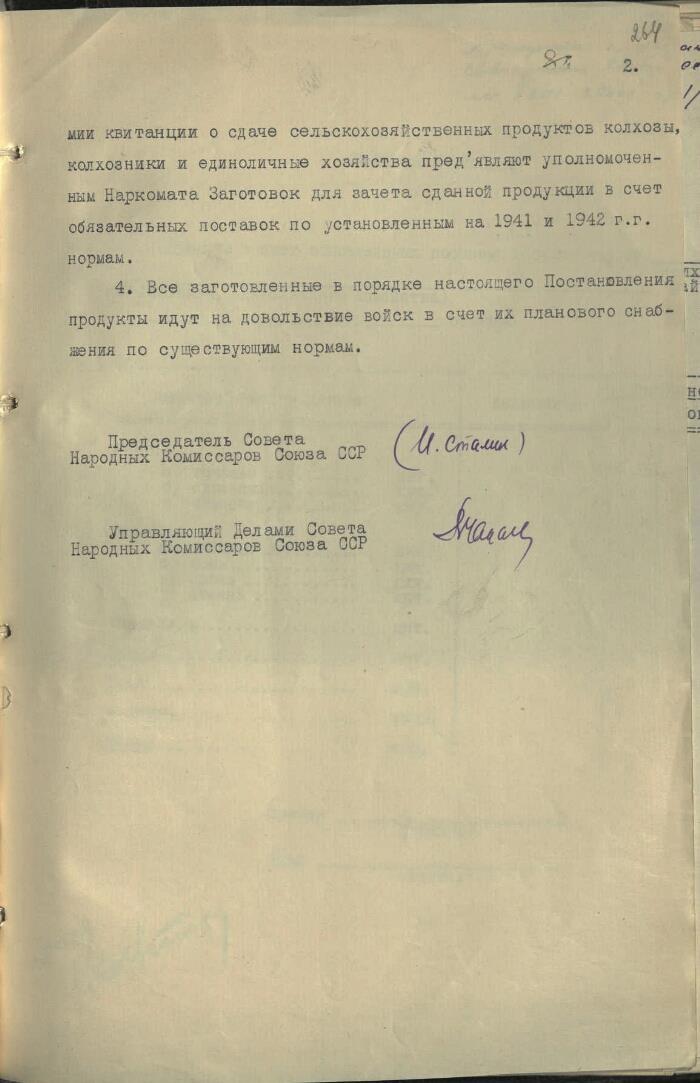 264
2.
мии квитанции о сдаче сельскохозяйственных продуктов колхозы,
колхозники и единоличные хозяйства пред'являют уполномочен-
ным Наркомата Заготовок для зачета сданной продукции в счет
обязательных поставок по установленным на 1941 и 1942 г.г.
нормам.
4. Все заготовленные в порядке настоящего Постановления
продукты идут на довольствие войск в счет их планового снаб-
жения по существующим нормам.
Председатель Совета
Народных Комиссаров Союза ССР
(И. Сталин)
Управляющий Делами Совета
Народных Комиссаров Союза ССР